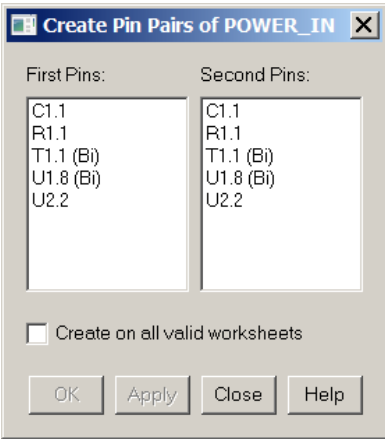 Create Pin Pairs of POWER_IN
First Pins:
C1.1
R1.1
T1.1 (Bi)
U1.8 (Bi)
U2.2
Second Pins:
C1.1
R1.1
T1.1 (Bi)
U1.8 (Bi)
U2.2
Create on all valid worksheets
OK Apply Close Help